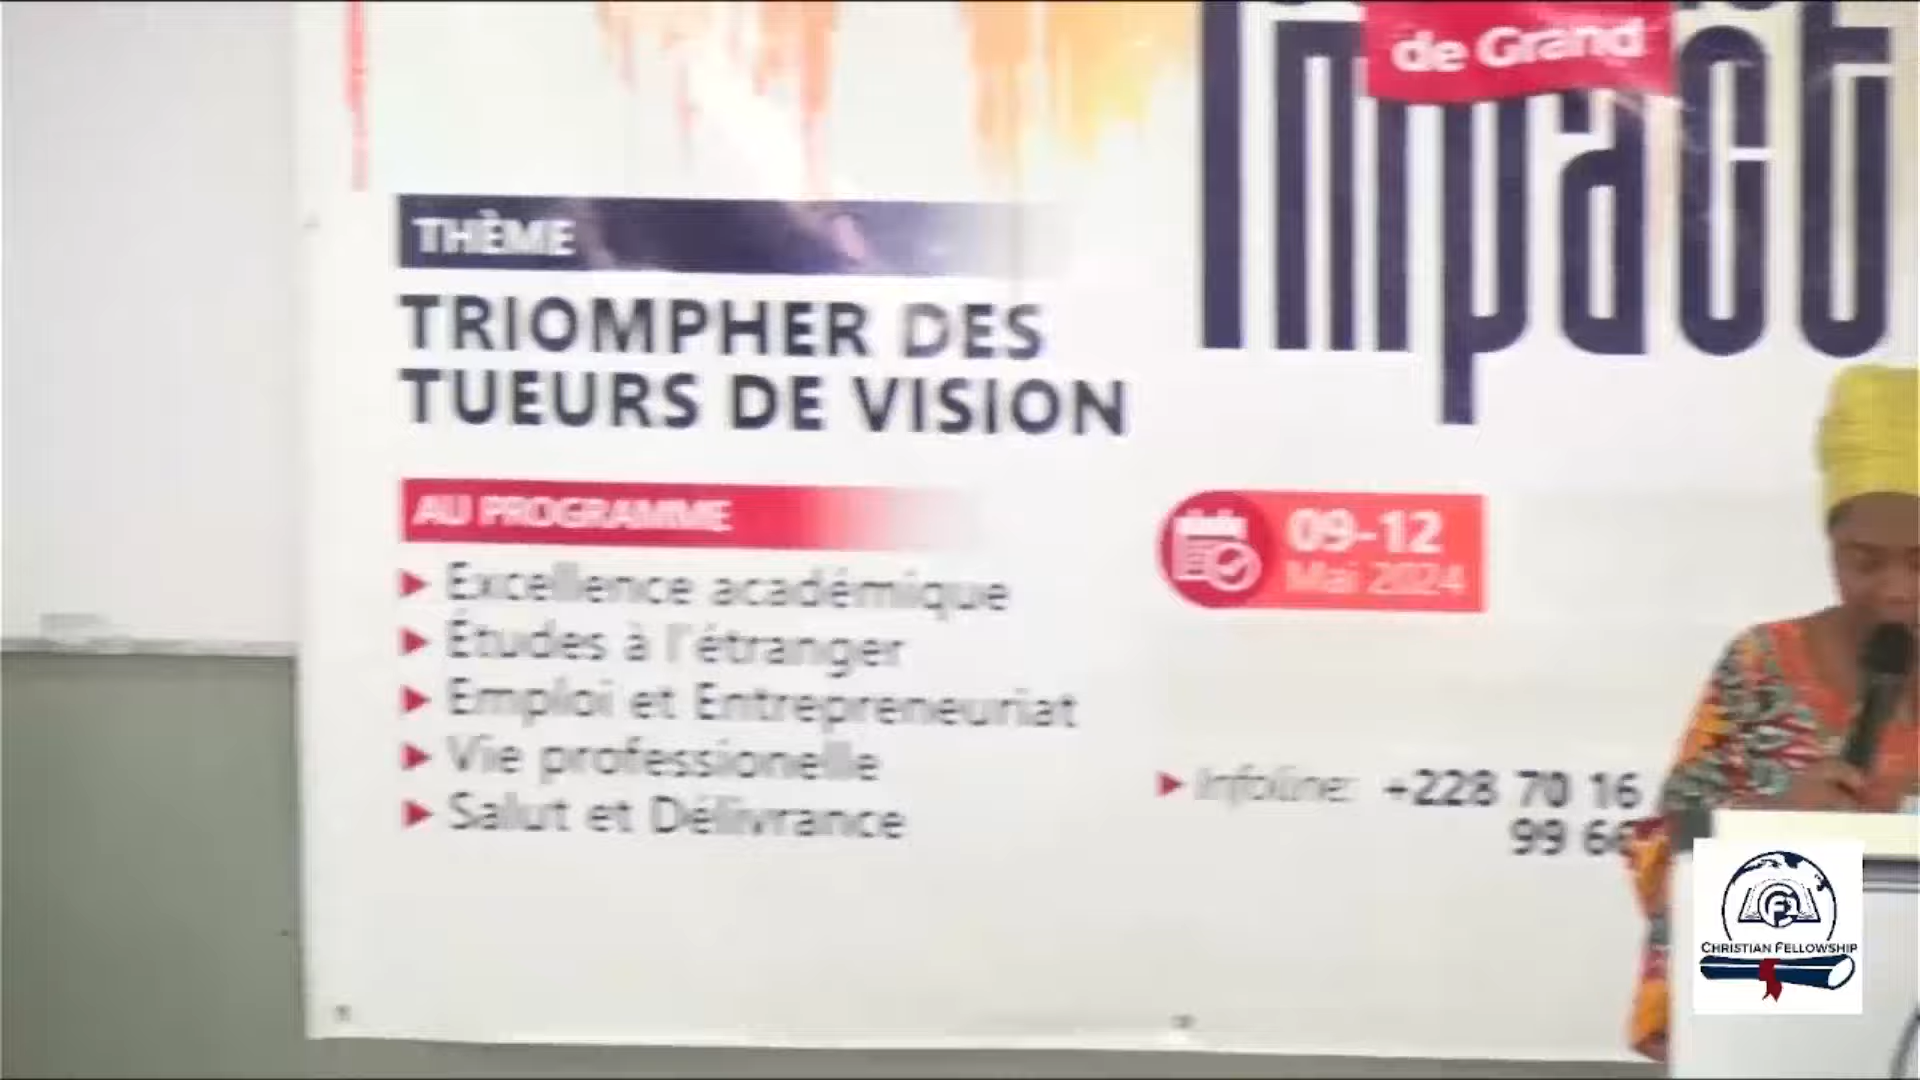 de Grand
Impact
THÈME
TRIOMPHER DES
TUEURS DE VISION
AU PROGRAMME
Excellence académique
Études à l'étranger
Emploi et Entrepreneuriat
Vie professionelle
Salut et Délivrance
09-12
Mai 2024
Infoline: +228 70 16
99 66
CHRISTIAN FELLOWSHIP